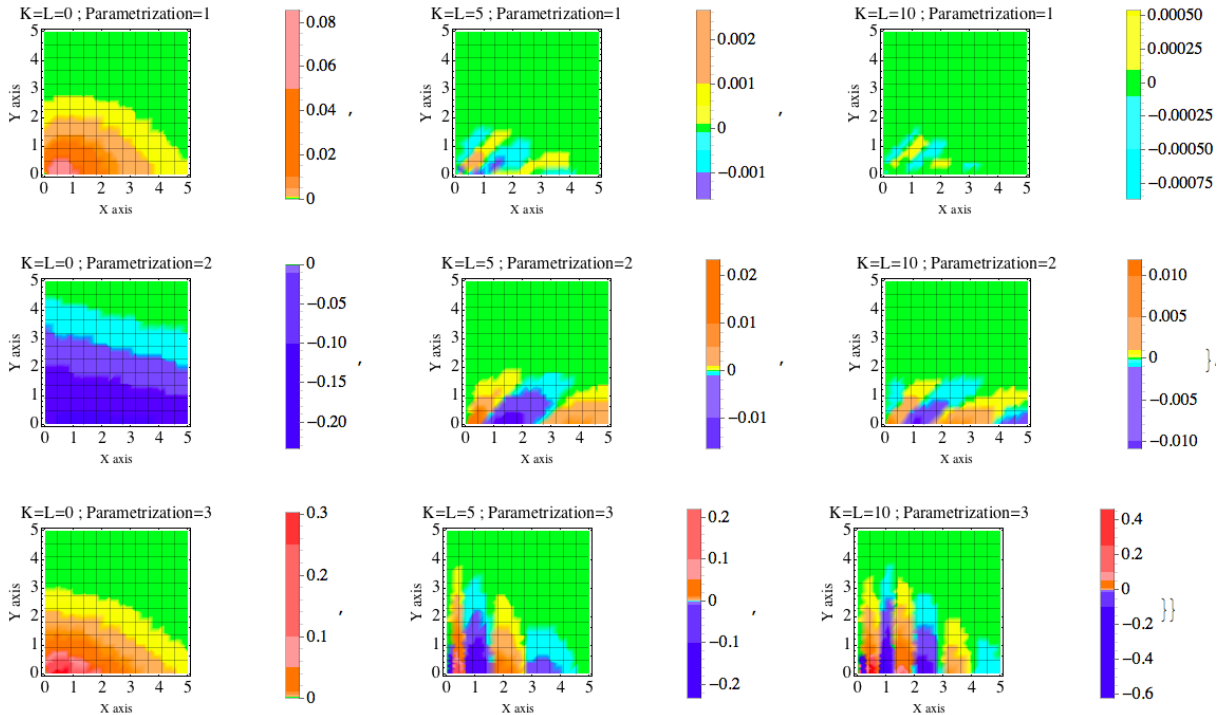 K=L=0 ; Parametrization=1
5
4
3
2
1
0
Y axis
0 1 2 3 4 5
X axis
0.08
0.06
0.04
0.02
0
,
K=L=5 ; Parametrization=1
5
4
3
2
1
0
Y axis
0 1 2 3 4 5
X axis
0.002
0.001
0
−0.001
,
K=L=10 ; Parametrization=1
5
4
3
2
1
0
Y axis
0 1 2 3 4 5
X axis
0.00050
0.00025
0
−0.00025
−0.00050
−0.00075
K=L=0 ; Parametrization=2
5
4
3
2
1
0
Y axis
0 1 2 3 4 5
X axis
0
−0.05
−0.10
−0.15
−0.20
,
K=L=5 ; Parametrization=2
5
4
3
2
1
0
Y axis
0 1 2 3 4 5
X axis
0.02
0.01
0
−0.01
,
K=L=10 ; Parametrization=2
5
4
3
2
1
0
Y axis
0 1 2 3 4 5
X axis
0.010
0.005
0
−0.005
−0.010
},
K=L=0 ; Parametrization=3
5
4
3
2
1
0
Y axis
0 1 2 3 4 5
X axis
0.3
0.2
0.1
0
,
K=L=5 ; Parametrization=3
5
4
3
2
1
0
Y axis
0 1 2 3 4 5
X axis
0.2
0.1
0
−0.1
−0.2
,
K=L=10 ; Parametrization=3
5
4
3
2
1
0
Y axis
0 1 2 3 4 5
X axis
0.4
0.2
0
−0.2
−0.4
−0.6
}}